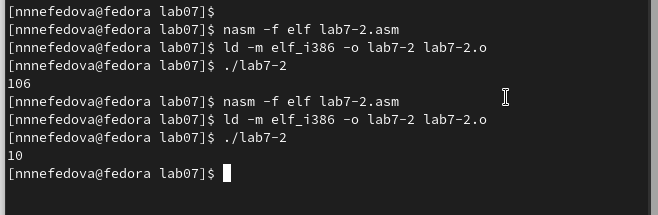 [nnnefedova@fedora lab07]$
[nnnefedova@fedora lab07]$ nasm -f elf lab7-2.asm
[nnnefedova@fedora lab07]$ ld -m elf_i386 -o lab7-2 lab7-2.o
[nnnefedova@fedora lab07]$ ./lab7-2
106
[nnnefedova@fedora lab07]$ nasm -f elf lab7-2.asm
[nnnefedova@fedora lab07]$ ld -m elf_i386 -o lab7-2 lab7-2.o
[nnnefedova@fedora lab07]$ ./lab7-2
10
[nnnefedova@fedora lab07]$